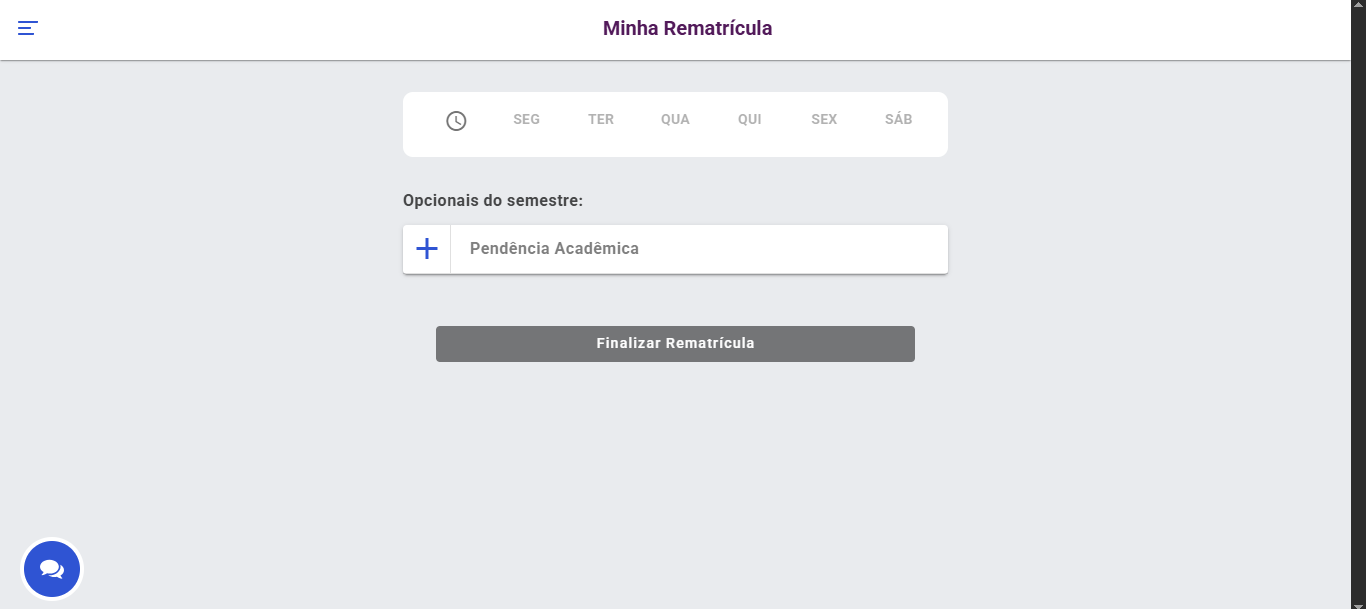 Minha Rematrícula
SEG TER QUA QUI SEX SÁB
Opcionais do semestre:
Pendência Acadêmica
Finalizar Rematrícula